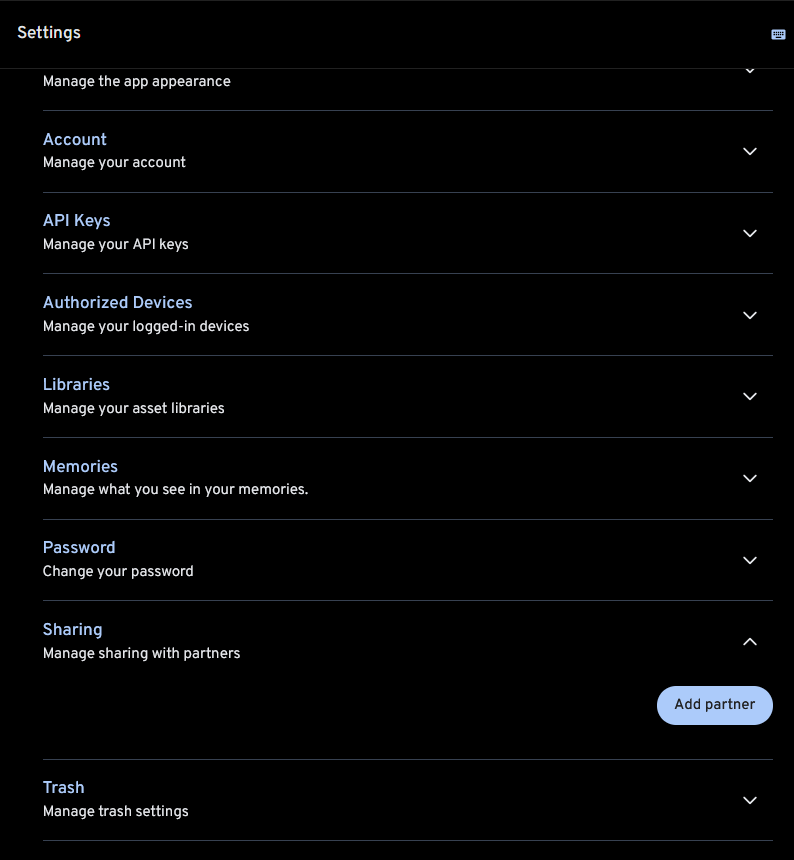 Settings
Manage the app appearance
Account
Manage your account
API Keys
Manage your API keys
Authorized Devices
Manage your logged-in devices
Libraries
Manage your asset libraries
Memories
Manage what you see in your memories.
Password
Change your password
Sharing
Manage sharing with partners
Add partner
Trash
Manage trash settings